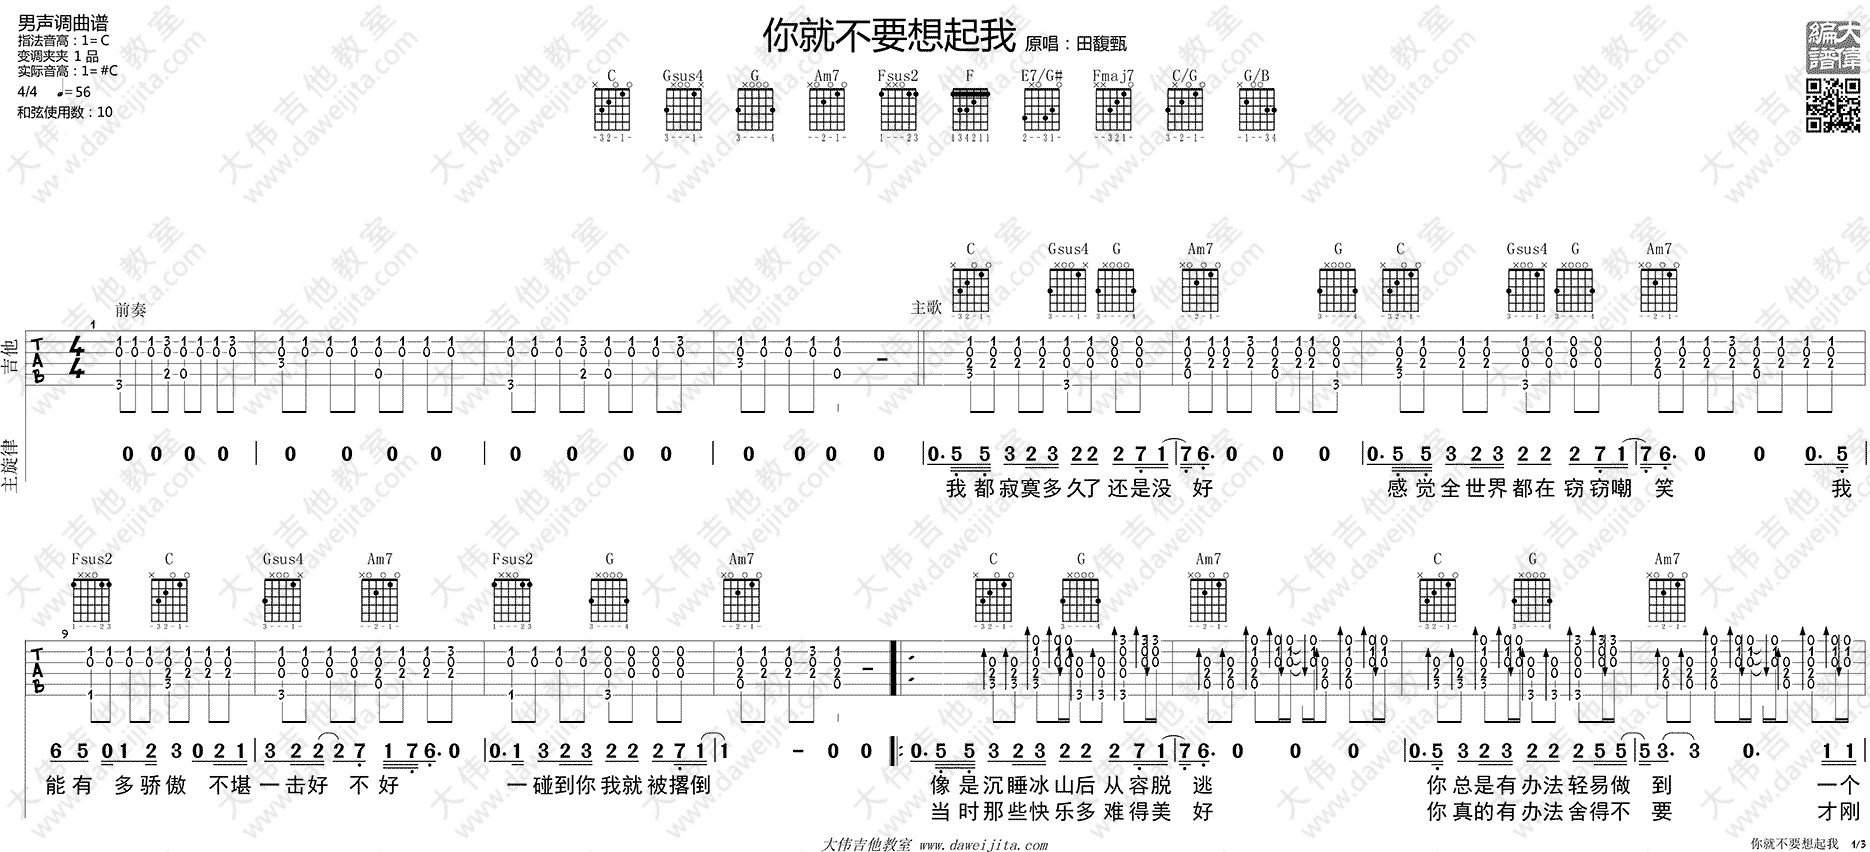 男声调曲谱
指法音高：1= C
变调夹夹 1 品
实际音高：1= #C
4/4 ♩= 56
和弦使用数：10
你就不要想起我 原唱：田馥甄
大偉編譜
C Gsus4 G Am7 Fsus2 F E7/G# Fmaj7 C/G G/B
C Gsus4 G Am7 G C Gsus4 G Am7
前奏 主歌
吉他
主旋律
0 0 0 0 | 0 0 0 0 | 0 0 0 0 | 0 0 0 0 | 0. 5 5 3 2 3 2 2 2 7 1 | 7 6. 0 0 0 | 0. 5 5 3 2 3 2 2 2 7 1 | 7 6. 0 0 0. 5 |
我都寂寞多久了还是没 好 感觉全世界都在窃窃嘲 笑 我
Fsus2 C Gsus4 Am7 Fsus2 G Am7 C G Am7 C G Am7
6 5 0 1 2 3 0 2 1 | 3 2 2 2 7 1 7 6. 0 | 0. 1 3 2 3 2 2 2 7 1 | 1 - 0 0 |: 0. 5 5 3 2 3 2 2 2 7 1 | 7 6. 0 0 0 | 0. 5 3 2 3 2 2 2 5 5 | 5 3. 3 0. 1 1 |
能有 多骄傲 不堪一击好 不好 一碰到你我就被撂倒 像是沉睡冰山后从容脱 逃 你总是有办法轻易做 到 一个
当时那些快乐多难得美 好 你真的有办法舍得不 要 才刚
大伟吉他教室 www.daweijita.com
你就不要想起我 1/3